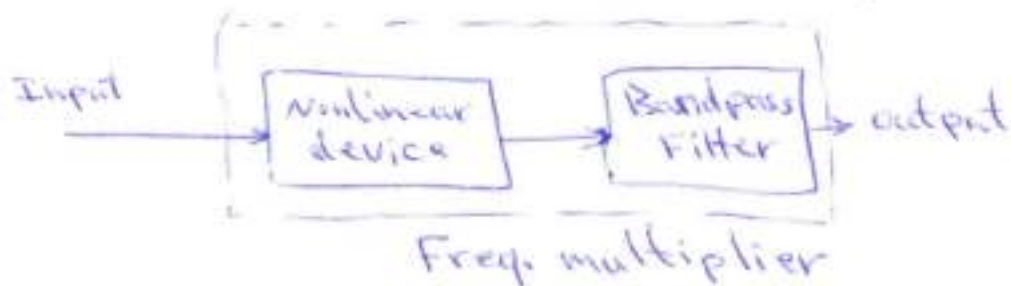 Input
Nonlinear
device
Bandpass
Filter
output
Freq. multiplier